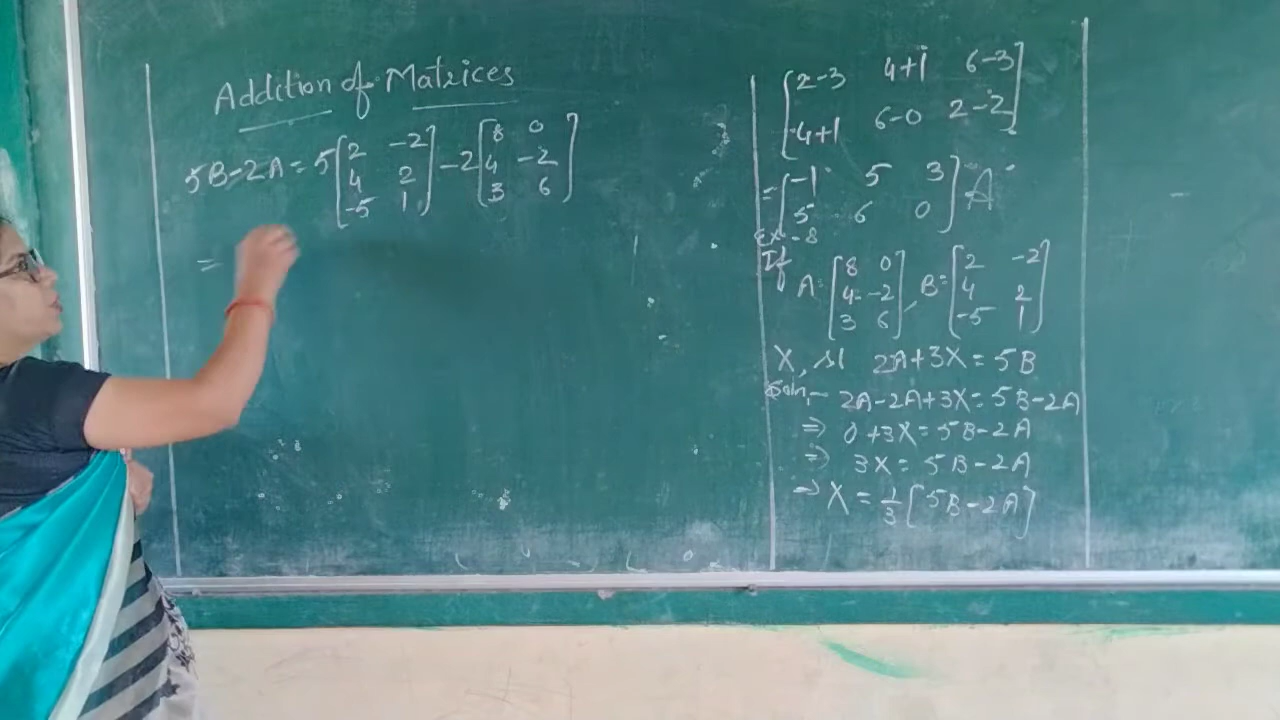 Addition of Matrices
5B-2A = 5[2 -2] -2[8 0]
4 2 4 -2
-5 1 3 6
=
[2-3 4+1 6-3]
4+1 6-0 2-2
= [-1 5 3] A
5 6 0
Ex-8
If A = [8 0], B = [2 -2]
4 -2 4 2
3 6 -5 1
X, st 2A+3X = 5B
Soln,- 2A-2A+3X = 5B-2A
⇒ 0+3X = 5B-2A
⇒ 3X = 5B-2A
⇒ X = 1/3 [5B-2A]